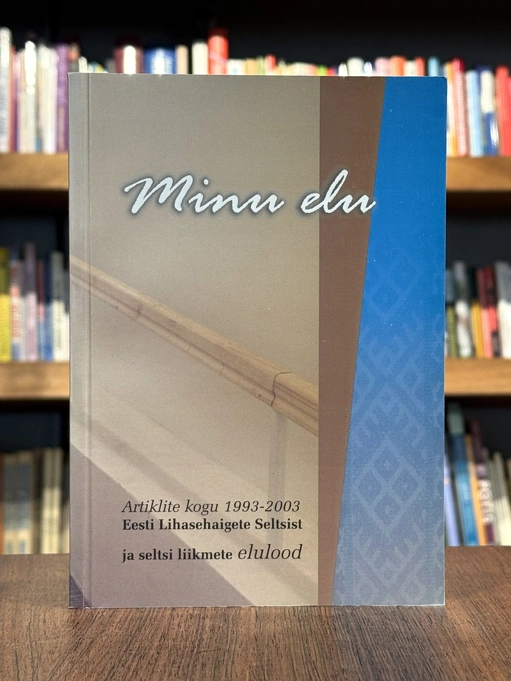 Minu elu
Artiklite kogu 1993-2003
Eesti Lihasehaigete Seltsist
ja seltsi liikmete elulood